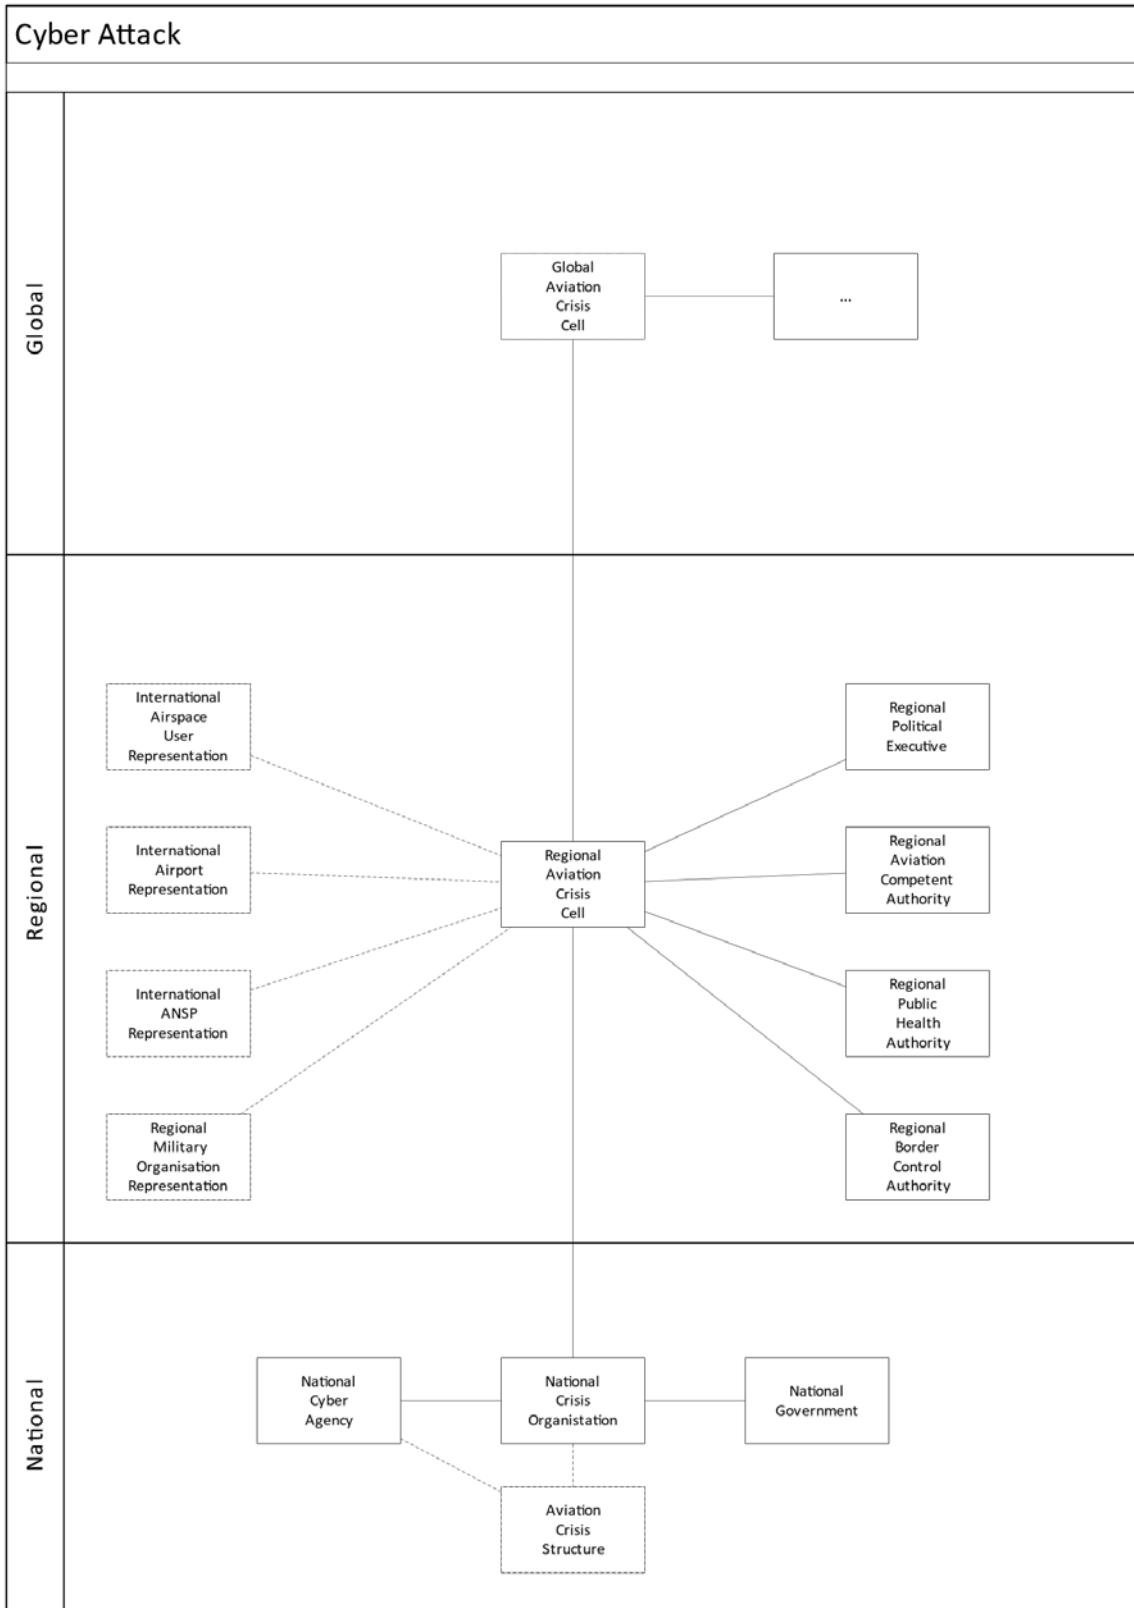 Cyber Attack
Global
Global
Aviation
Crisis
Cell
...
Regional
International
Airspace
User
Representation
Regional
Political
Executive
International
Airport
Representation
Regional
Aviation
Crisis
Cell
Regional
Aviation
Competent
Authority
International
ANSP
Representation
Regional
Public
Health
Authority
Regional
Military
Organisation
Representation
Regional
Border
Control
Authority
National
National
Cyber
Agency
National
Crisis
Organistation
National
Government
Aviation
Crisis
Structure